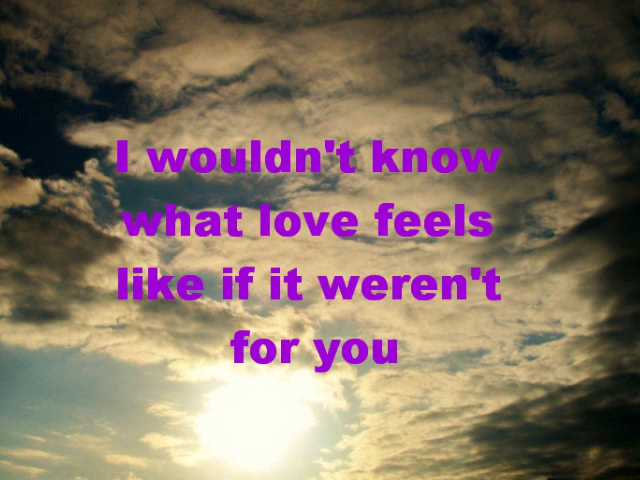 I wouldn't know
what love feels
like if it weren't
for you